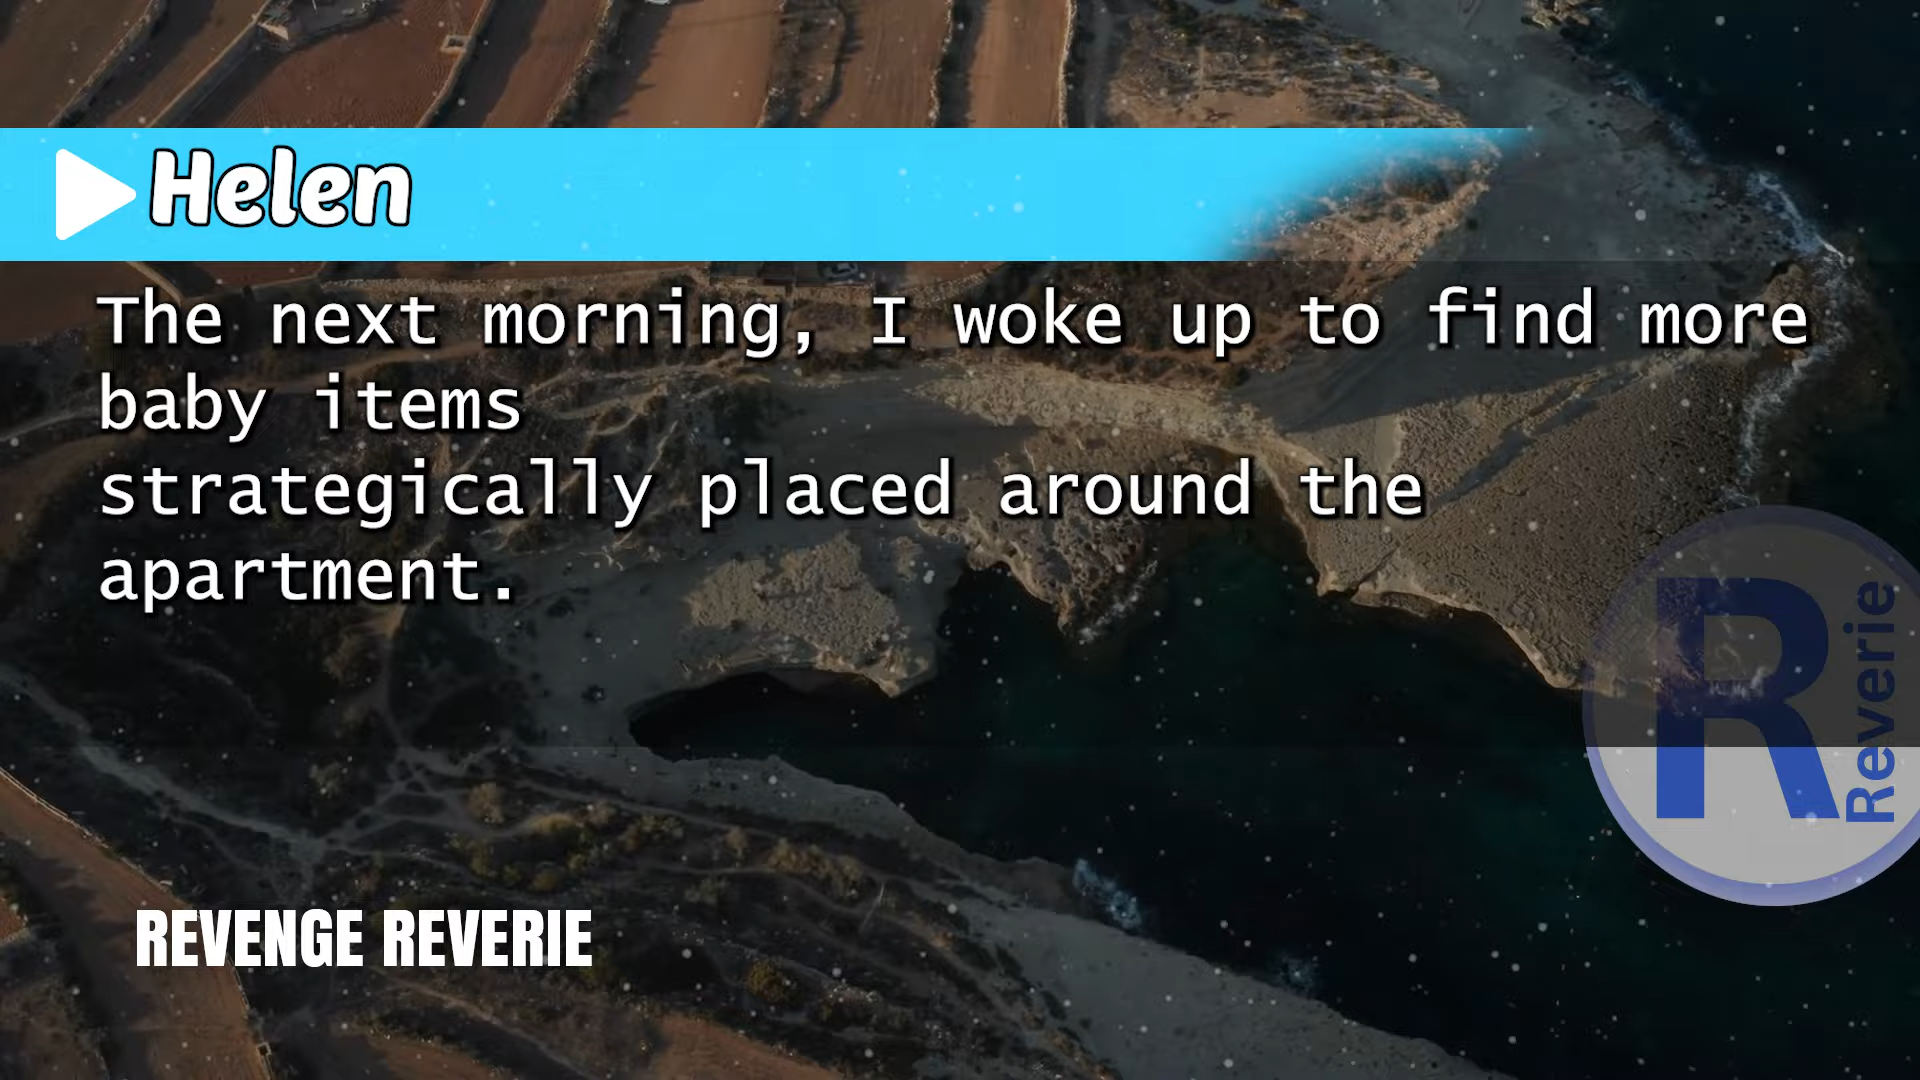 Helen
The next morning, I woke up to find more
baby items
strategically placed around the
apartment.
R
Reverie
REVENGE REVERIE